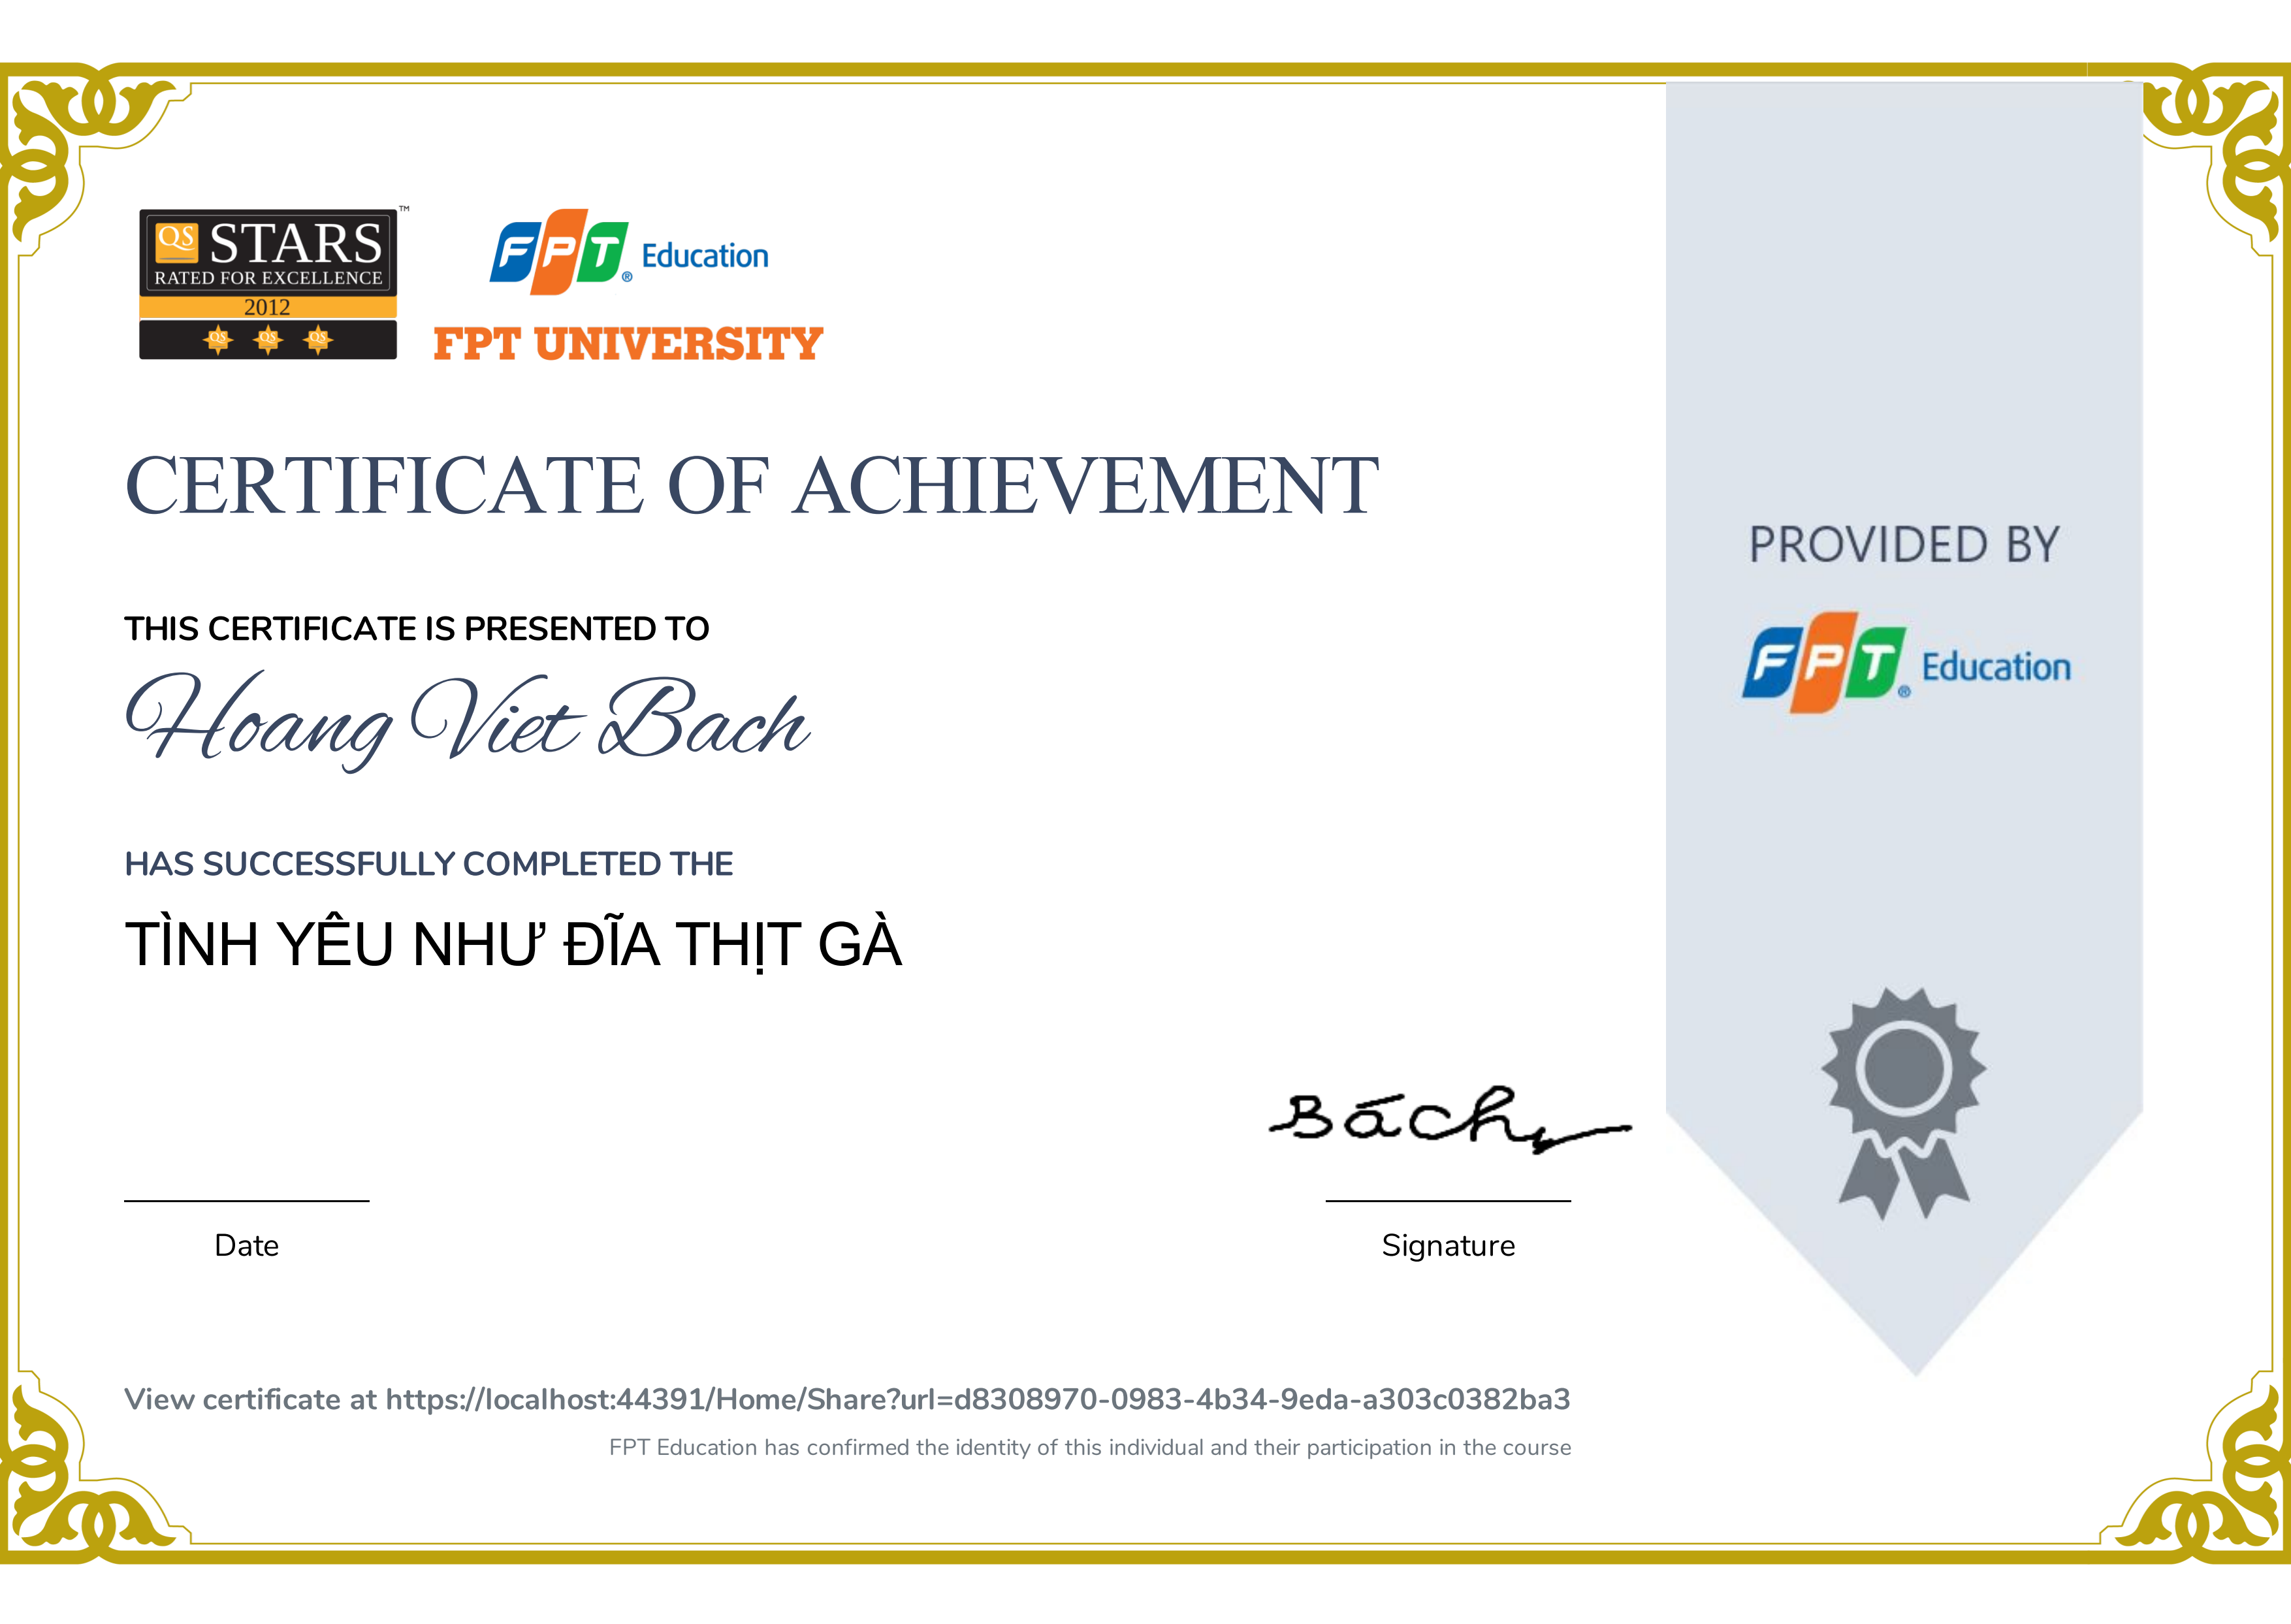 QS STARS ™
RATED FOR EXCELLENCE
2012
QS QS QS
FPT® Education
FPT UNIVERSITY
CERTIFICATE OF ACHIEVEMENT
THIS CERTIFICATE IS PRESENTED TO
Hoang Viet Bach
HAS SUCCESSFULLY COMPLETED THE
TÌNH YÊU NHƯ ĐĨA THỊT GÀ
Bách
Date
Signature
View certificate at https://localhost:44391/Home/Share?url=d8308970-0983-4b34-9eda-a303c0382ba3
FPT Education has confirmed the identity of this individual and their participation in the course
PROVIDED BY
FPT® Education